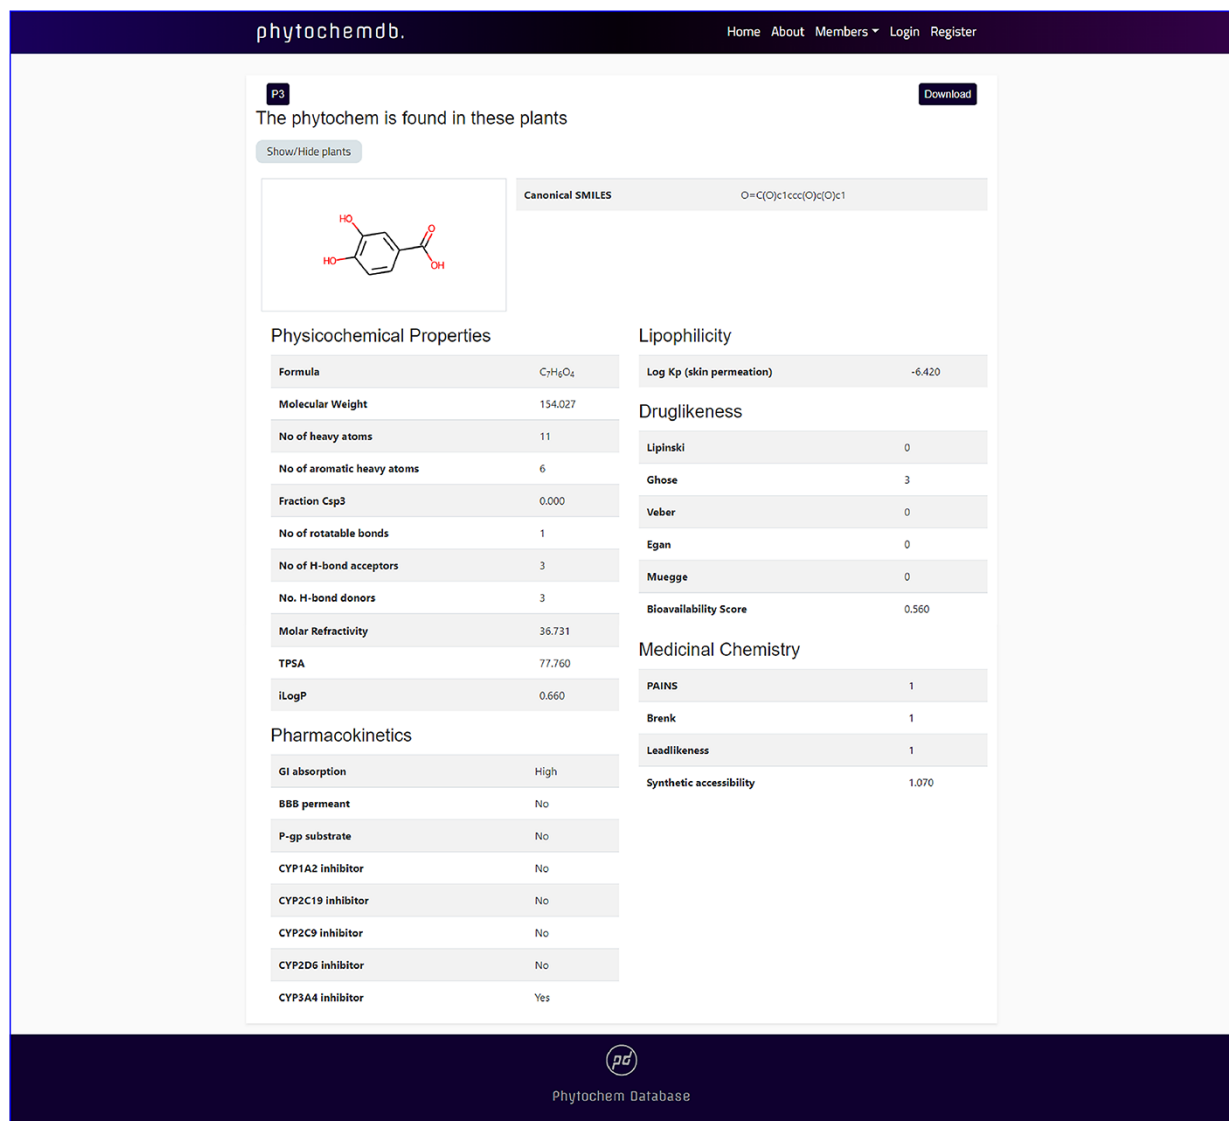 phytochemdb.
Home About Members Login Register
P3
Download
The phytochem is found in these plants
Show/Hide plants
HO
HO
O
OH
Canonical SMILES O=C(O)c1ccc(O)c(O)c1
Physicochemical Properties
Formula C₇H₆O₄
Molecular Weight 154.027
No of heavy atoms 11
No of aromatic heavy atoms 6
Fraction Csp3 0.000
No of rotatable bonds 1
No of H-bond acceptors 3
No. H-bond donors 3
Molar Refractivity 36.731
TPSA 77.760
iLogP 0.660
Pharmacokinetics
GI absorption High
BBB permeant No
P-gp substrate No
CYP1A2 inhibitor No
CYP2C19 inhibitor No
CYP2C9 inhibitor No
CYP2D6 inhibitor No
CYP3A4 inhibitor Yes
Lipophilicity
Log Kp (skin permeation) -6.420
Druglikeness
Lipinski 0
Ghose 3
Veber 0
Egan 0
Muegge 0
Bioavailability Score 0.560
Medicinal Chemistry
PAINS 1
Brenk 1
Leadlikeness 1
Synthetic accessibility 1.070
pd
Phytochem Database